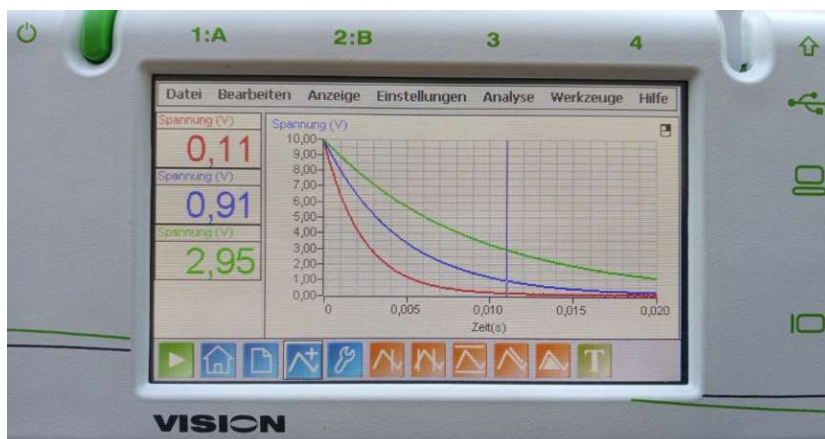 1:A 2:B 3 4
Datei Bearbeiten Anzeige Einstellungen Analyse Werkzeuge Hilfe
Spannung (V)
0,11
Spannung (V)
0,91
Spannung (V)
2,95
Spannung (V)
10,00
9,00
8,00
7,00
6,00
5,00
4,00
3,00
2,00
1,00
0,00
0 0,005 0,010 0,015 0,020
Zeit(s)
T
VISION